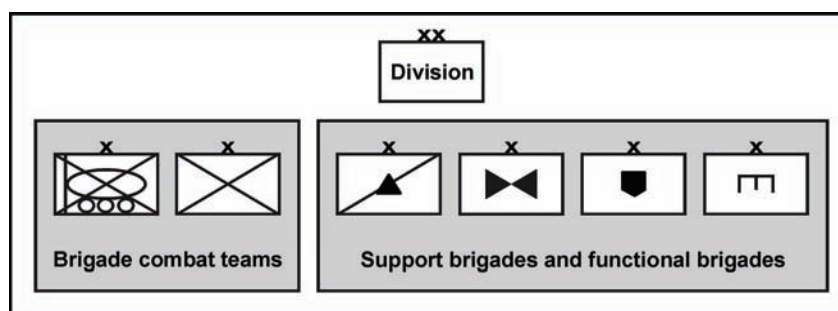 xx
Division
x x x x x x
Brigade combat teams
Support brigades and functional brigades